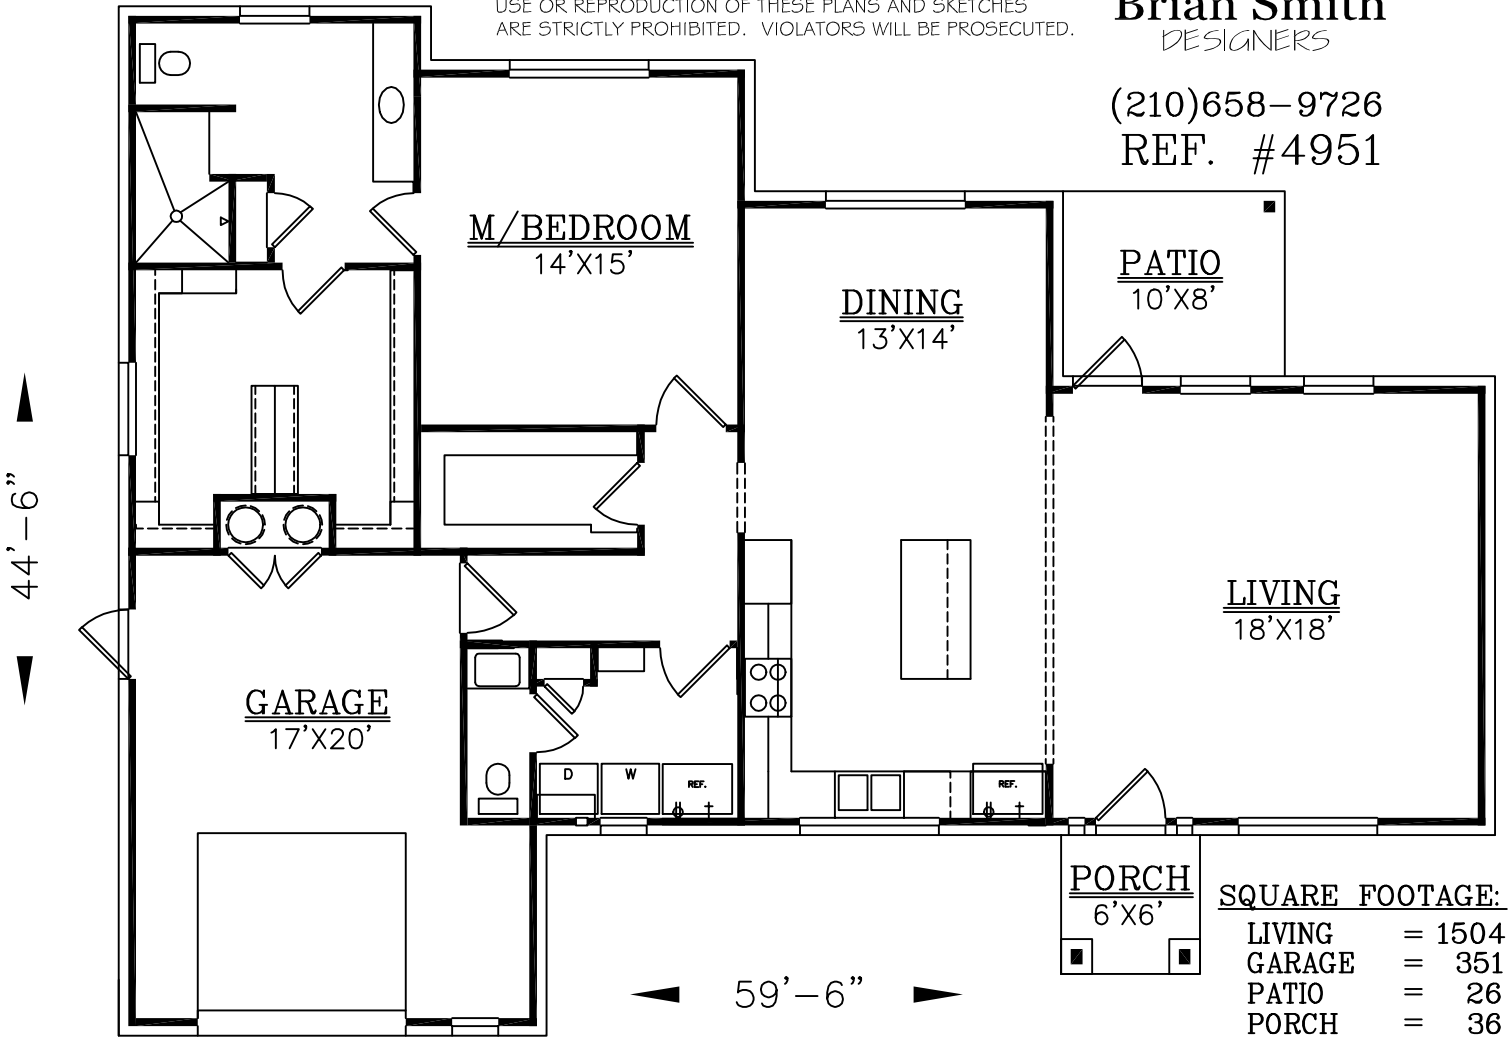 USE OR REPRODUCTION OF THESE PLANS AND SKETCHES
ARE STRICTLY PROHIBITED. VIOLATORS WILL BE PROSECUTED.
Brian Smith
DESIGNERS
(210)658-9726
REF. #4951
M/BEDROOM
14'X15'
PATIO
10'X8'
DINING
13'X14'
44'-6"
LIVING
18'X18'
GARAGE
17'X20'
D
W
REF.
REF.
PORCH
6'X6'
59'-6"
SQUARE FOOTAGE:
LIVING = 1504
GARAGE = 351
PATIO = 26
PORCH = 36